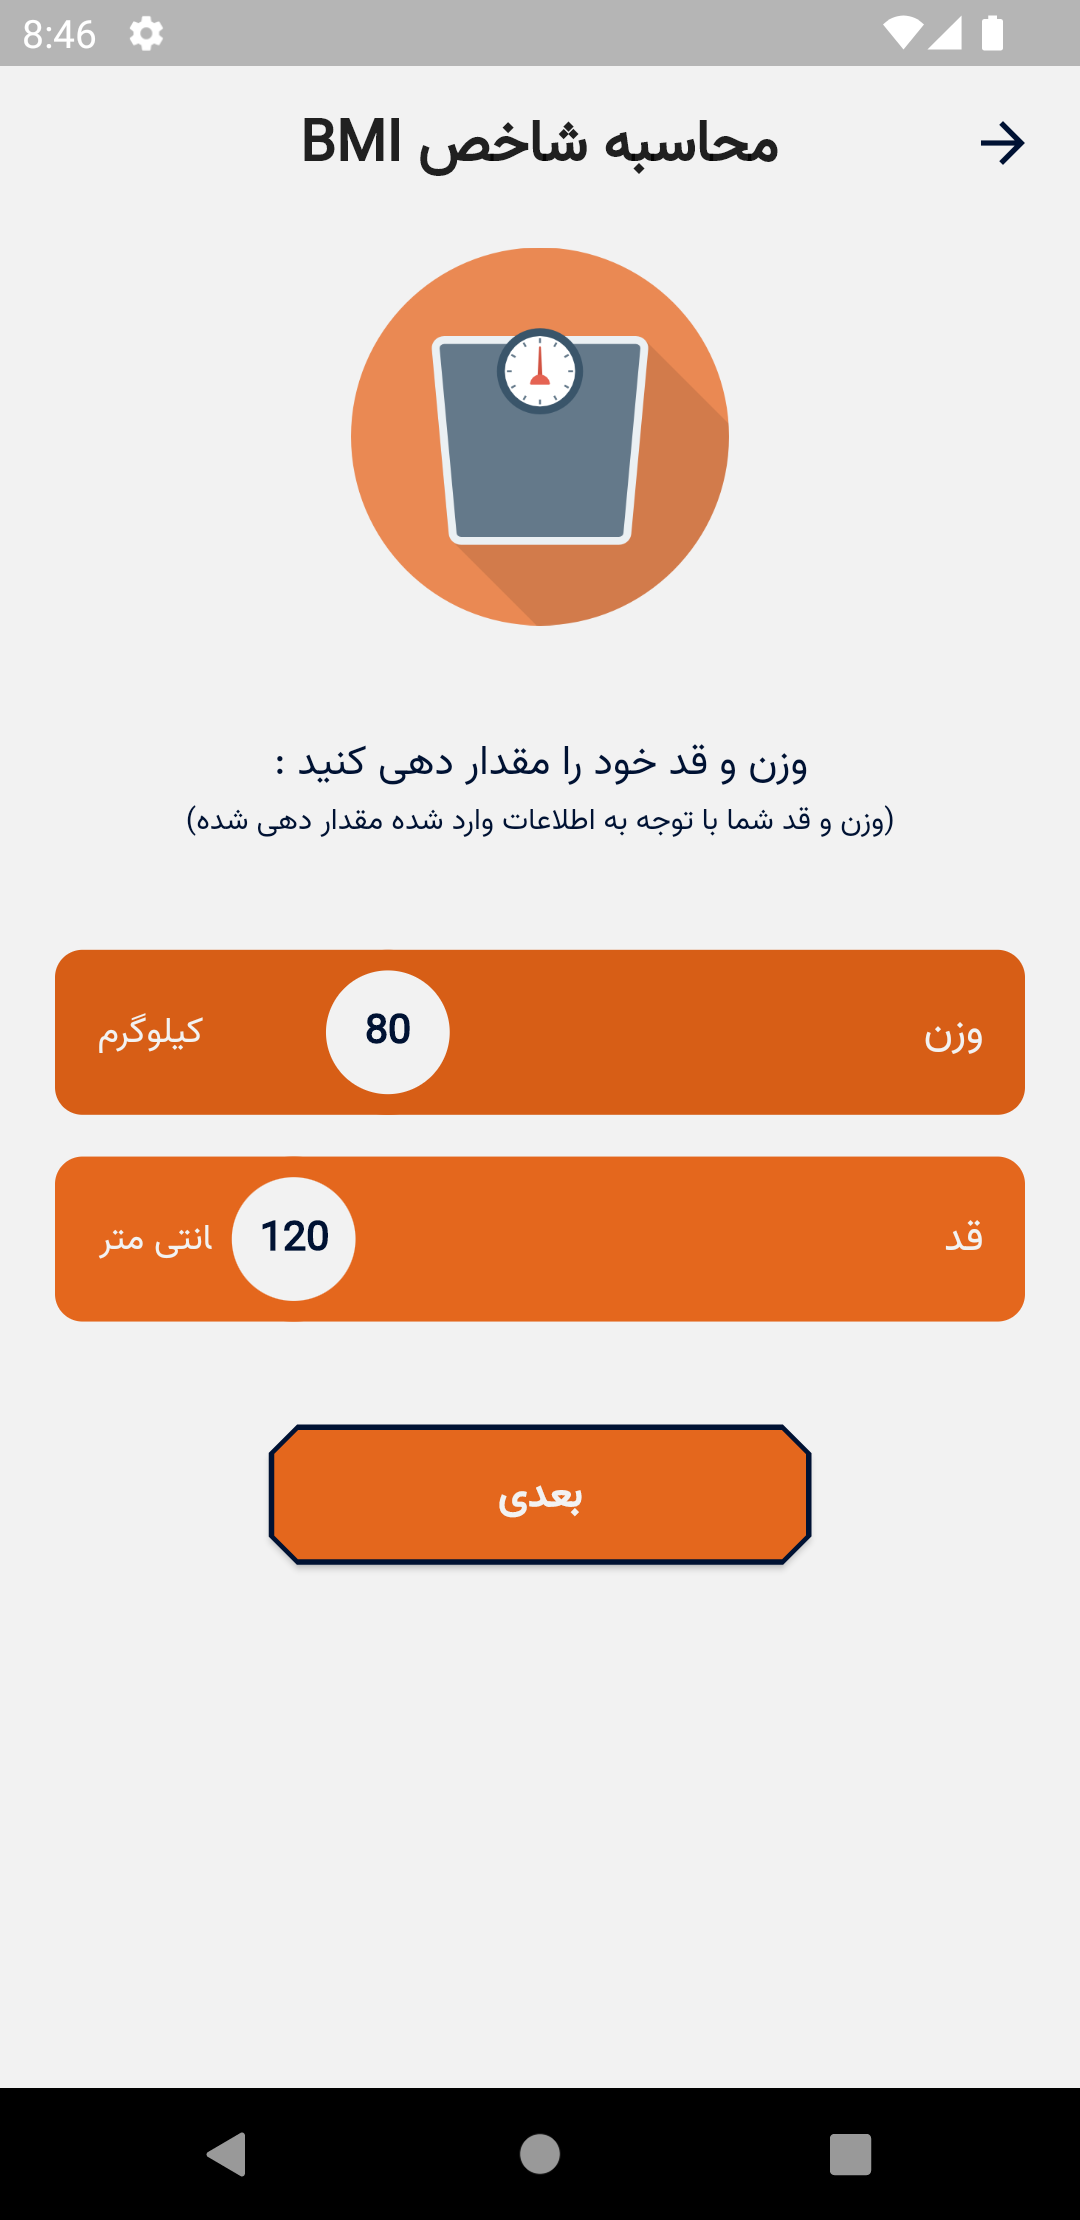 8:46
محاسبه شاخص BMI
وزن و قد خود را مقدار دهی کنید :
(وزن و قد شما با توجه به اطلاعات وارد شده مقدار دهی شده)
وزن 80 کیلوگرم
قد 120 انتی متر
بعدی